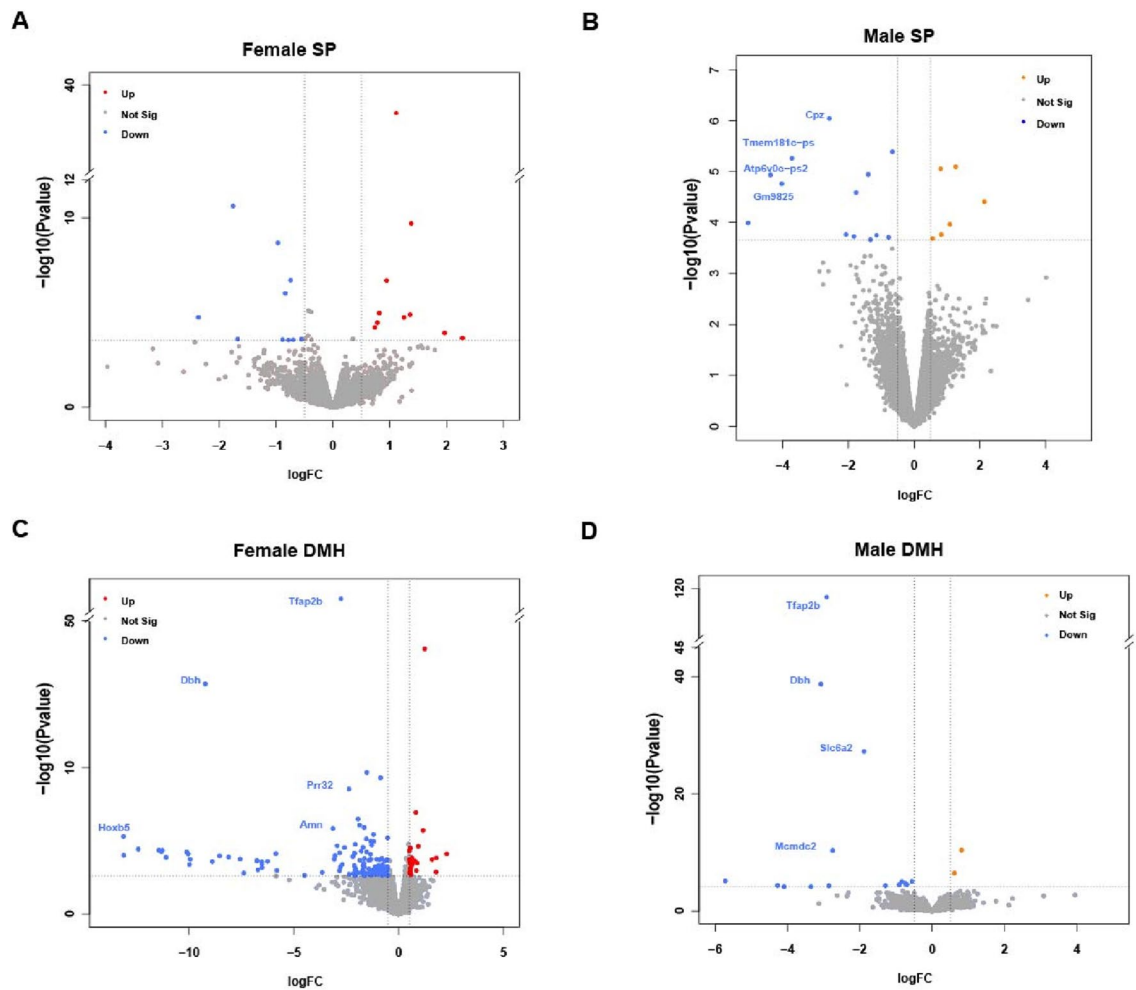 A
Female SP
40
Up
Not Sig
Down
12
10
0
−log10(Pvalue)
−4 −3 −2 −1 0 1 2 3
logFC
B
Male SP
7
6
5
4
3
2
1
0
Up
Not Sig
Down
Cpz
Tmem181c-ps
Atp6v0c-ps2
Gm9825
−log10(Pvalue)
−4 −2 0 2 4
logFC
C
Female DMH
50
Up
Not Sig
Down
10
0
Tfap2b
Dbh
Prr32
Amn
Hoxb5
−log10(Pvalue)
−10 −5 0 5
logFC
D
Male DMH
120
45
40
20
0
Up
Not Sig
Down
Tfap2b
Dbh
Slc6a2
Mcmdc2
−log10(Pvalue)
−6 −4 −2 0 2 4
logFC